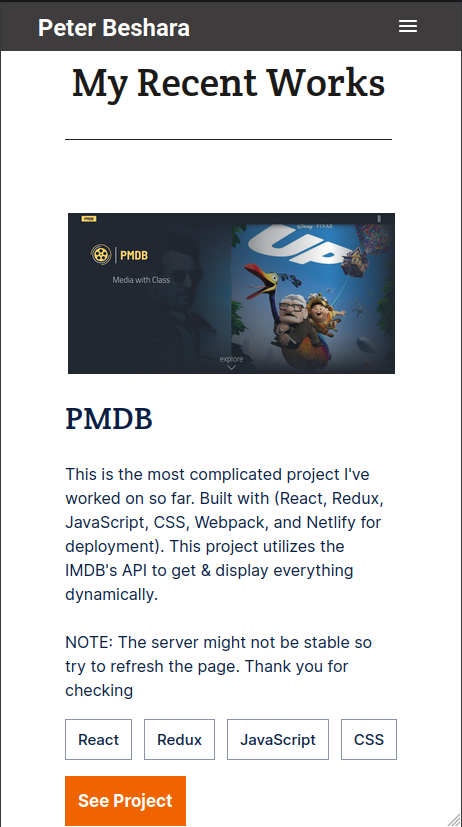 Peter Beshara
My Recent Works
PMDB
PMDB
Media with Class
Disney PIXAR
UP
explore
PMDB
This is the most complicated project I've
worked on so far. Built with (React, Redux,
JavaScript, CSS, Webpack, and Netlify for
deployment). This project utilizes the
IMDB's API to get & display everything
dynamically.
NOTE: The server might not be stable so
try to refresh the page. Thank you for
checking
React Redux JavaScript CSS
See Project